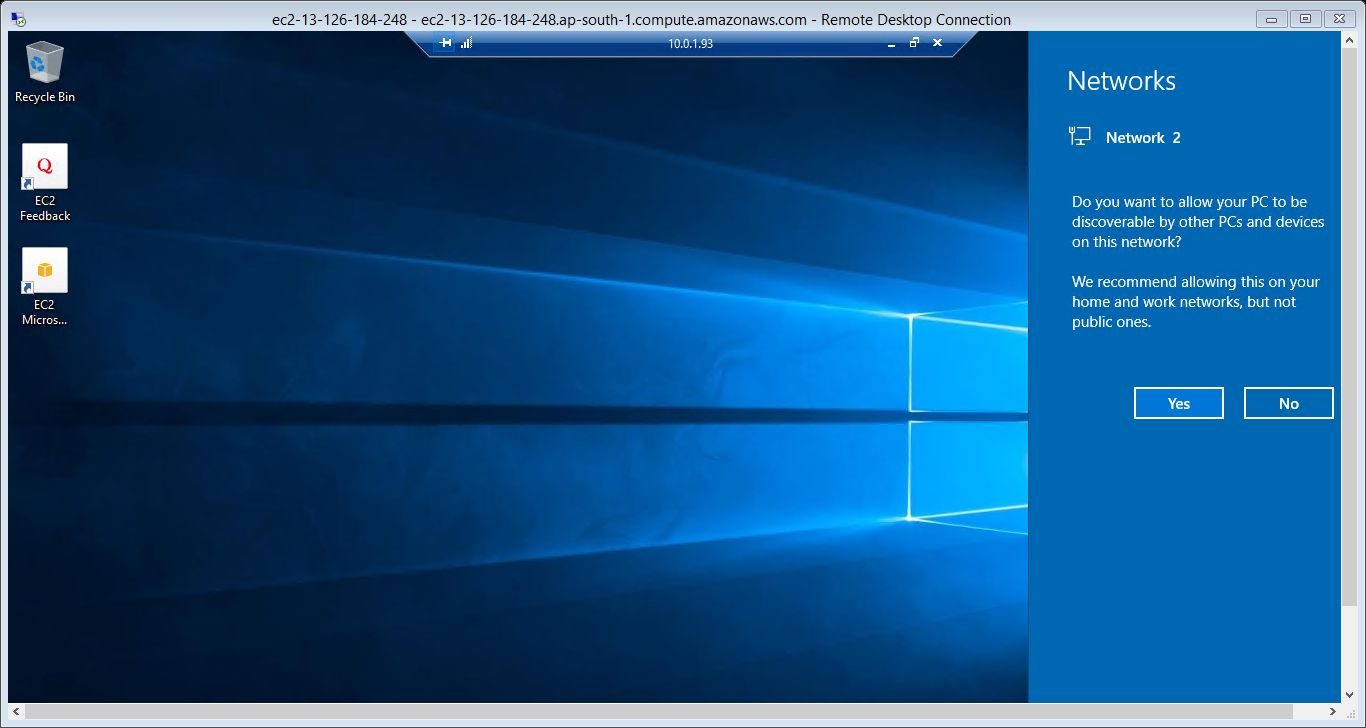 ec2-13-126-184-248 - ec2-13-126-184-248.ap-south-1.compute.amazonaws.com - Remote Desktop Connection
10.0.1.93
Recycle Bin
Q
EC2
Feedback
EC2
Micros...
Networks
Network 2
Do you want to allow your PC to be
discoverable by other PCs and devices
on this network?
We recommend allowing this on your
home and work networks, but not
public ones.
Yes
No